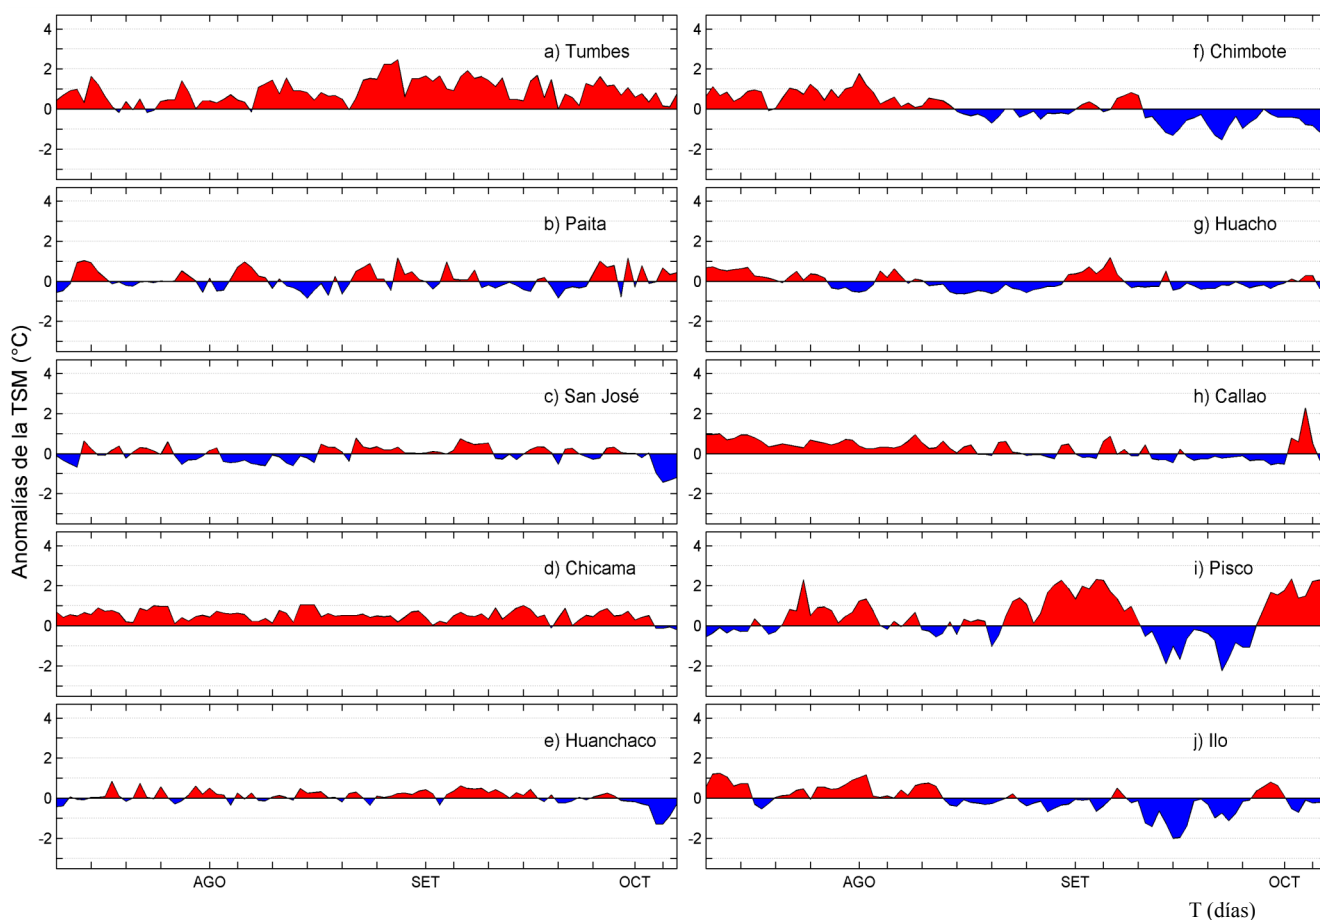 Anomalías de la TSM (°C)
4
2
0
-2
a) Tumbes
4
2
0
-2
b) Paita
4
2
0
-2
c) San José
4
2
0
-2
d) Chicama
4
2
0
-2
e) Huanchaco
AGO SET OCT
4
2
0
-2
f) Chimbote
4
2
0
-2
g) Huacho
4
2
0
-2
h) Callao
4
2
0
-2
i) Pisco
4
2
0
-2
j) Ilo
AGO SET OCT
T (días)